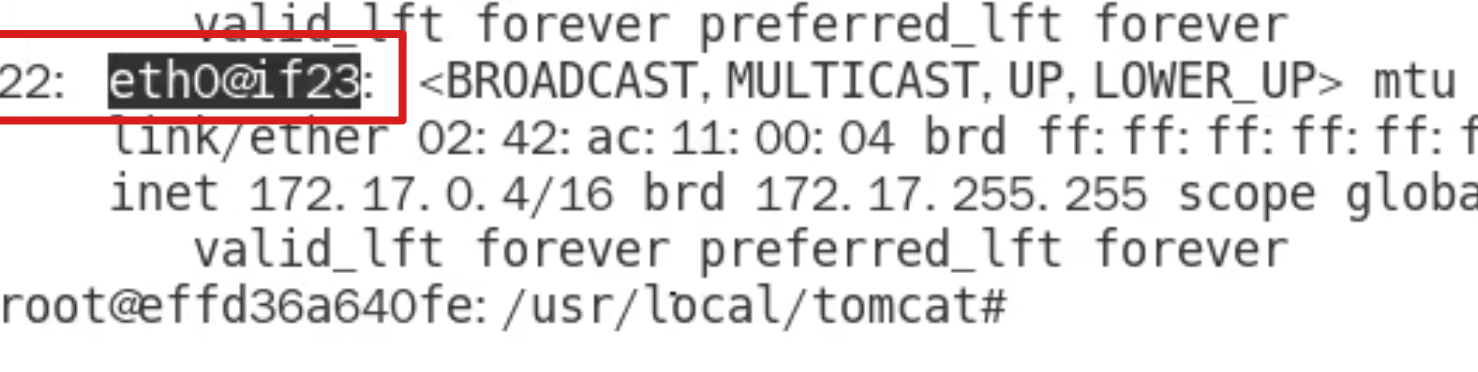 valid_lft forever preferred_lft forever
22: eth0@if23: <BROADCAST,MULTICAST,UP,LOWER_UP> mtu
link/ether 02:42:ac:11:00:04 brd ff:ff:ff:ff:ff:f
inet 172.17.0.4/16 brd 172.17.255.255 scope globa
valid_lft forever preferred_lft forever
root@effd36a640fe:/usr/local/tomcat#